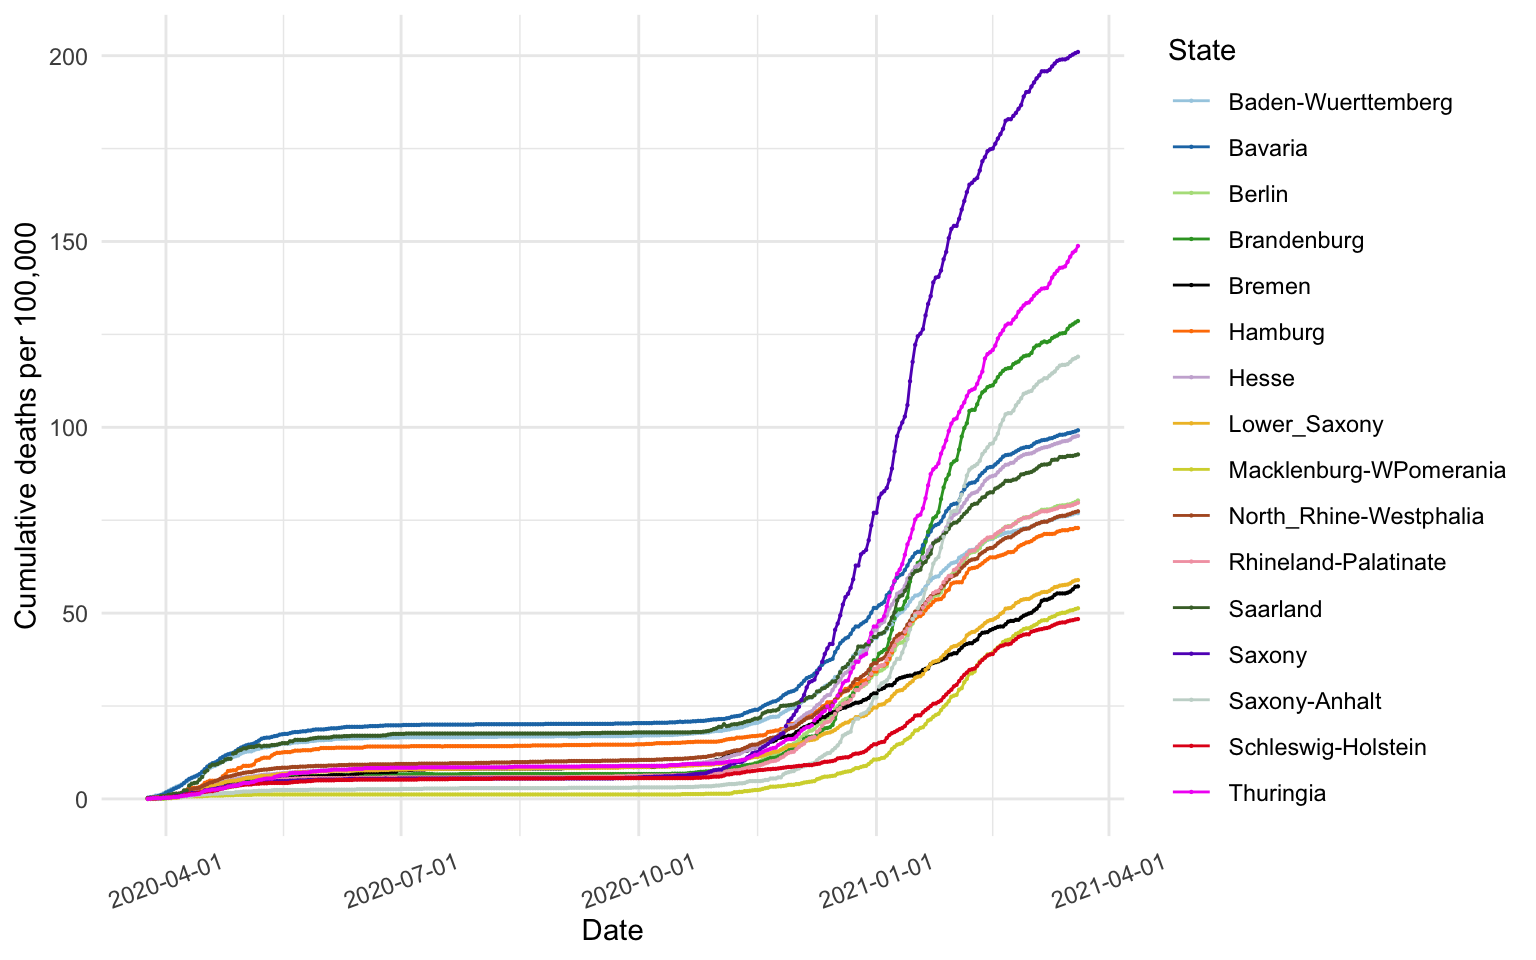 Cumulative deaths per 100,000
200
150
100
50
0
2020-04-01
2020-07-01
2020-10-01
2021-01-01
2021-04-01
Date
State
Baden-Wuerttemberg
Bavaria
Berlin
Brandenburg
Bremen
Hamburg
Hesse
Lower_Saxony
Macklenburg-WPomerania
North_Rhine-Westphalia
Rhineland-Palatinate
Saarland
Saxony
Saxony-Anhalt
Schleswig-Holstein
Thuringia